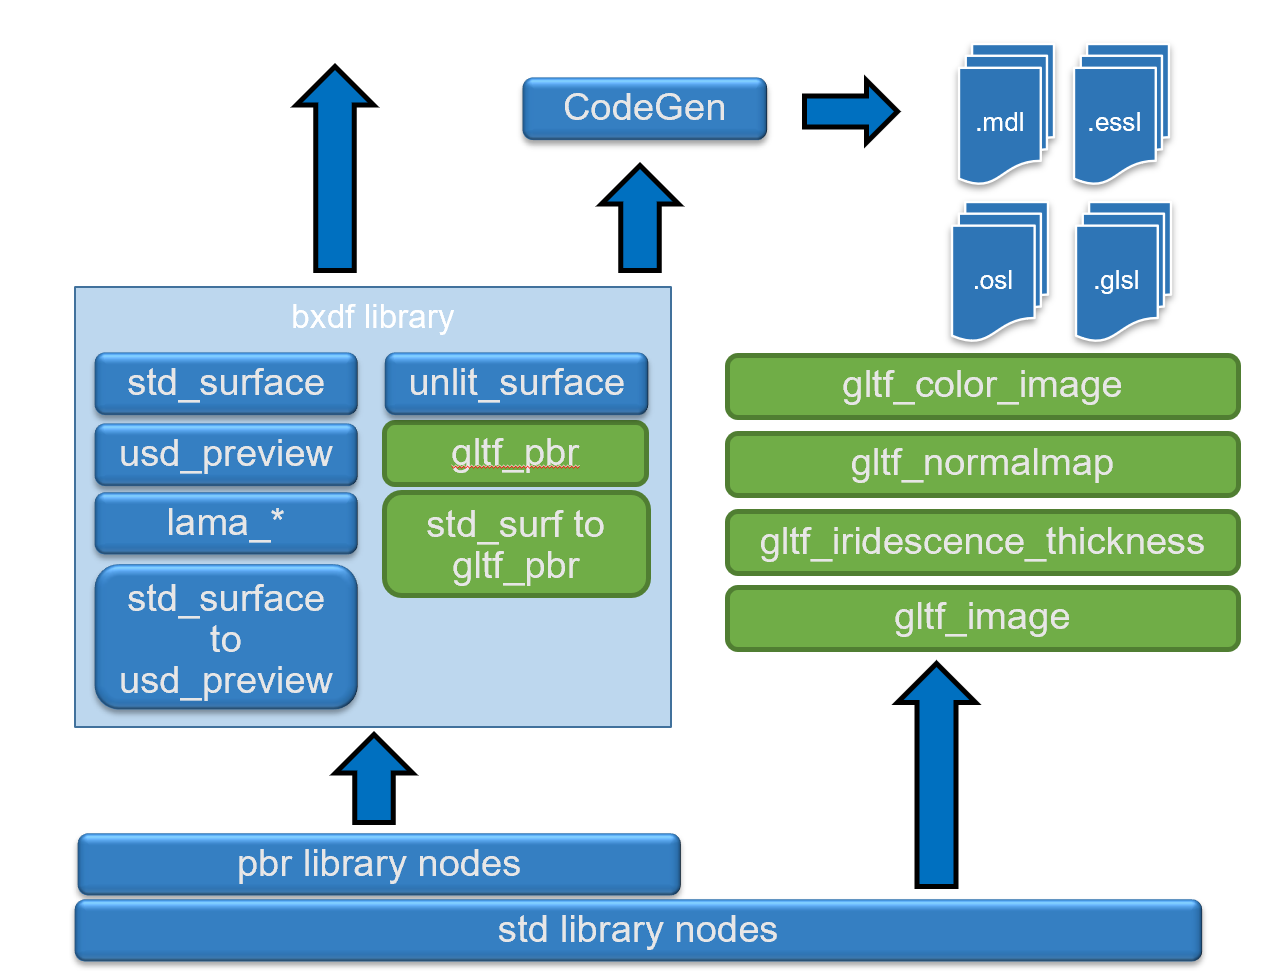 CodeGen
.mdl
.essl
.osl
.glsl
bxdf library
std_surface
unlit_surface
usd_preview
gltf_pbr
lama_*
std_surf to
gltf_pbr
std_surface
to
usd_preview
gltf_color_image
gltf_normalmap
gltf_iridescence_thickness
gltf_image
pbr library nodes
std library nodes